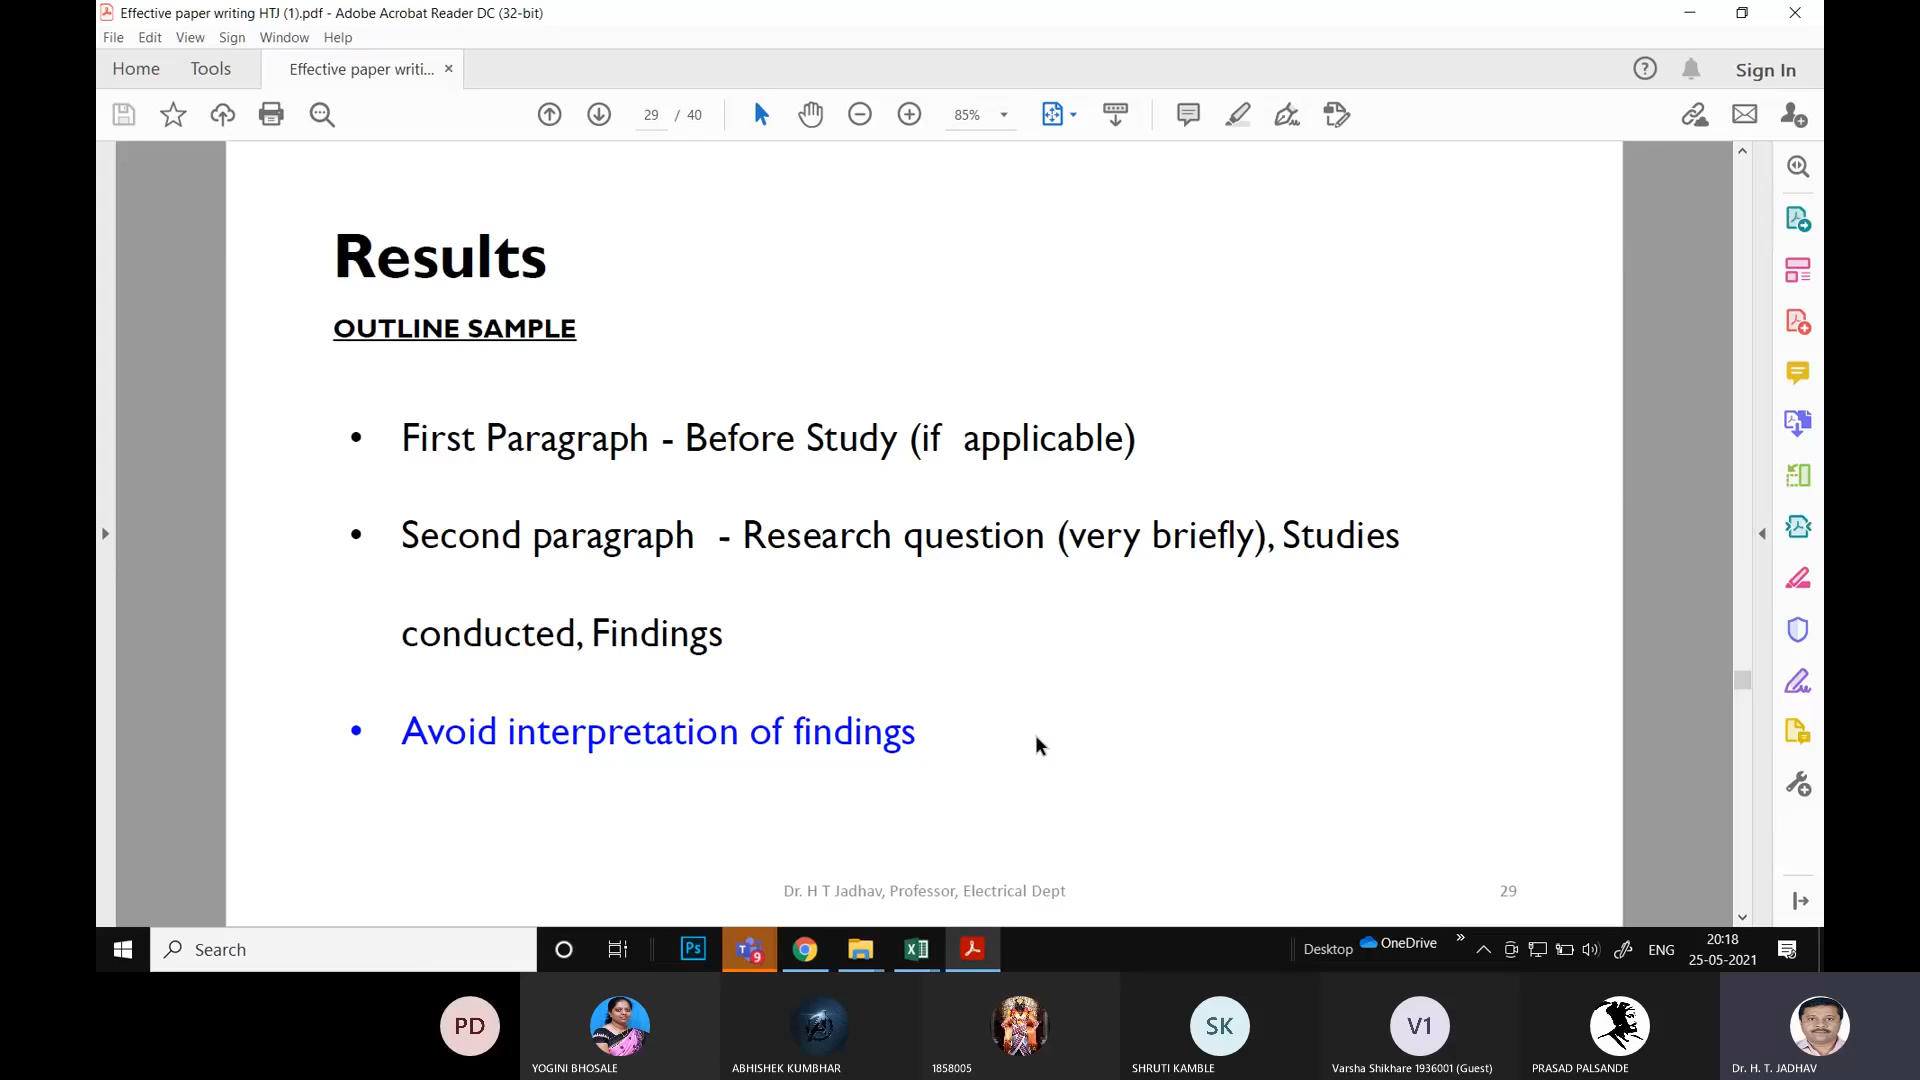 Effective paper writing HTJ (1).pdf - Adobe Acrobat Reader DC (32-bit)
File Edit View Sign Window Help
Home Tools Effective paper writi... × Sign In
29 / 40 85%
Results
OUTLINE SAMPLE
• First Paragraph - Before Study (if applicable)
• Second paragraph - Research question (very briefly), Studies
conducted, Findings
• Avoid interpretation of findings
Dr. H T Jadhav, Professor, Electrical Dept 29
Search Ps T 9 Desktop OneDrive » ENG 20:18
25-05-2021
PD SK V1
YOGINI BHOSALE ABHISHEK KUMBHAR 1858005 SHRUTI KAMBLE Varsha Shikhare 1936001 (Guest) PRASAD PALSANDE Dr. H. T. JADHAV